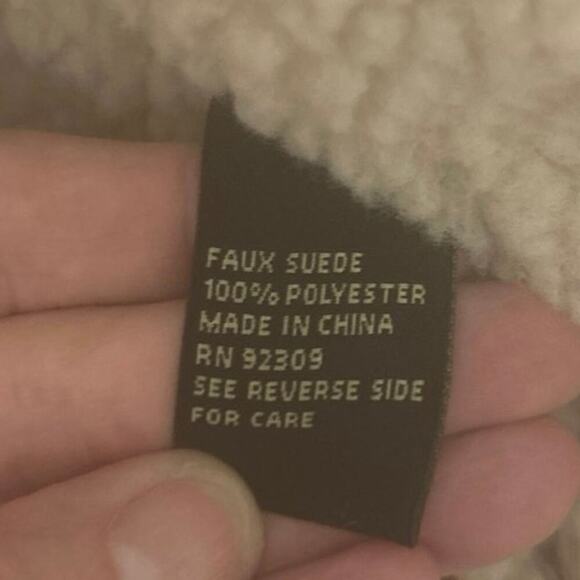 FAUX SUEDE
100% POLYESTER
MADE IN CHINA
RN 92309
SEE REVERSE SIDE
FOR CARE